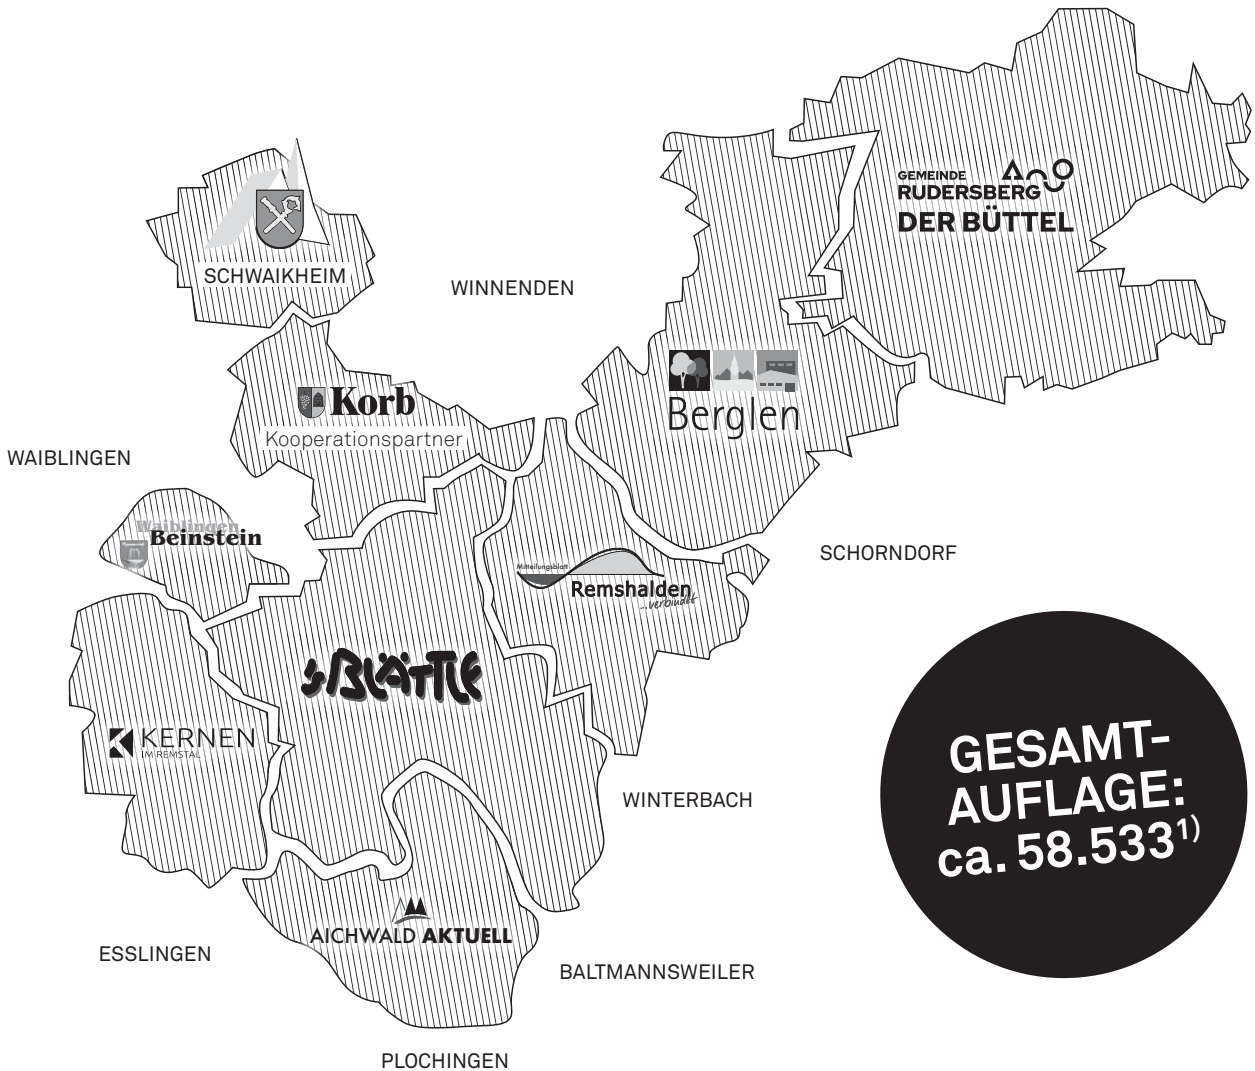 GEMEINDE
RUDERSBERG
DER BÜTTEL
SCHWAIKHEIM
WINNENDEN
Korb
Kooperationspartner
Berglen
WAIBLINGEN
Waiblingen
Beinstein
SCHORNDORF
Mitteilungsblatt
Remshalden
...verbindet
's BLÄTTLE
KERNEN
IM REMSTAL
WINTERBACH
GESAMT-
AUFLAGE:
ca. 58.533¹⁾
AICHWALD AKTUELL
ESSLINGEN
BALTMANNSWEILER
PLOCHINGEN